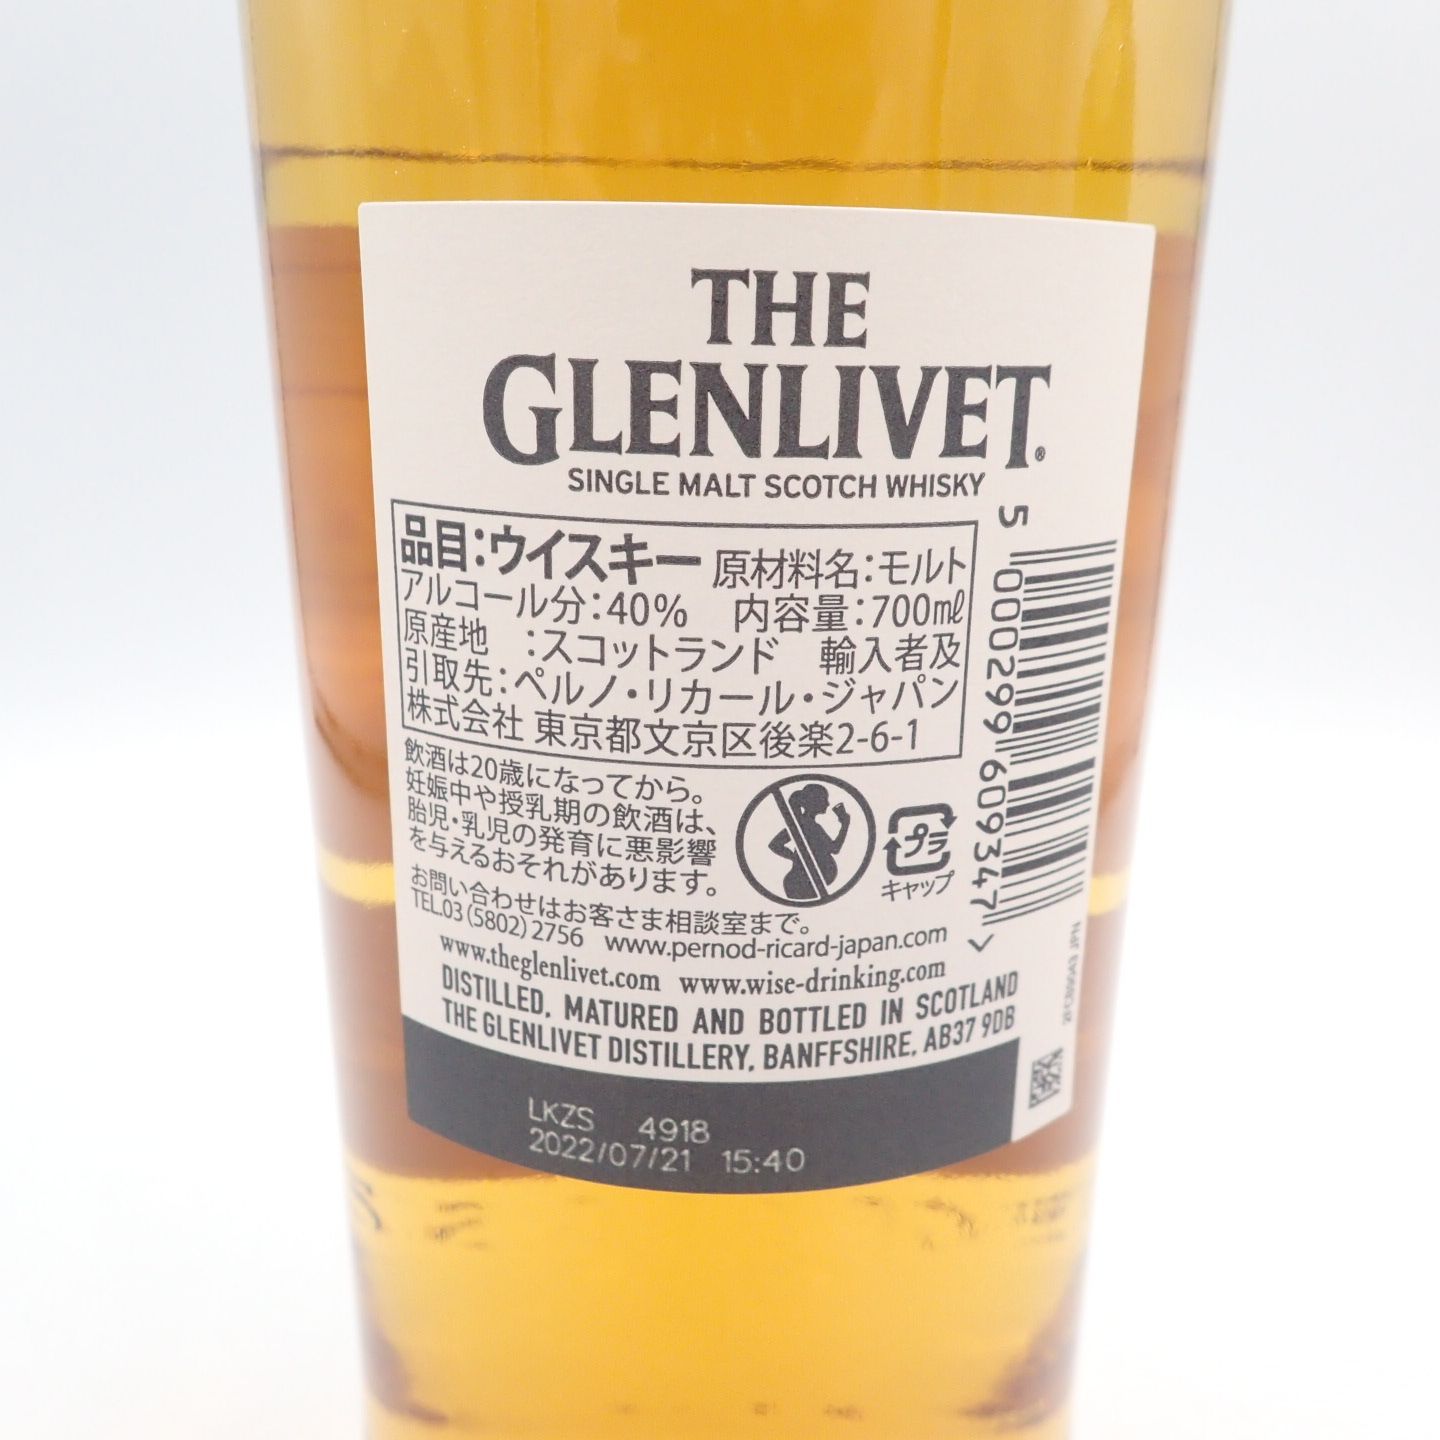 THE
GLENLIVET®
SINGLE MALT SCOTCH WHISKY
品目:ウイスキー 原材料名:モルト
アルコール分:40% 内容量:700㎖
原産地 :スコットランド 輸入者及
引取先:ペルノ・リカール・ジャパン
株式会社 東京都文京区後楽2-6-1
飲酒は20歳になってから。
妊娠中や授乳期の飲酒は、
胎児・乳児の発育に悪影響
を与えるおそれがあります。
プラ
キャップ
お問い合わせはお客さま相談室まで。
TEL.03(5802)2756 www.pernod-ricard-japan.com
www.theglenlivet.com www.wise-drinking.com
DISTILLED, MATURED AND BOTTLED IN SCOTLAND
THE GLENLIVET DISTILLERY, BANFFSHIRE, AB37 9DB
LKZS 4918
2022/07/21 15:40
5 000299 609347 >